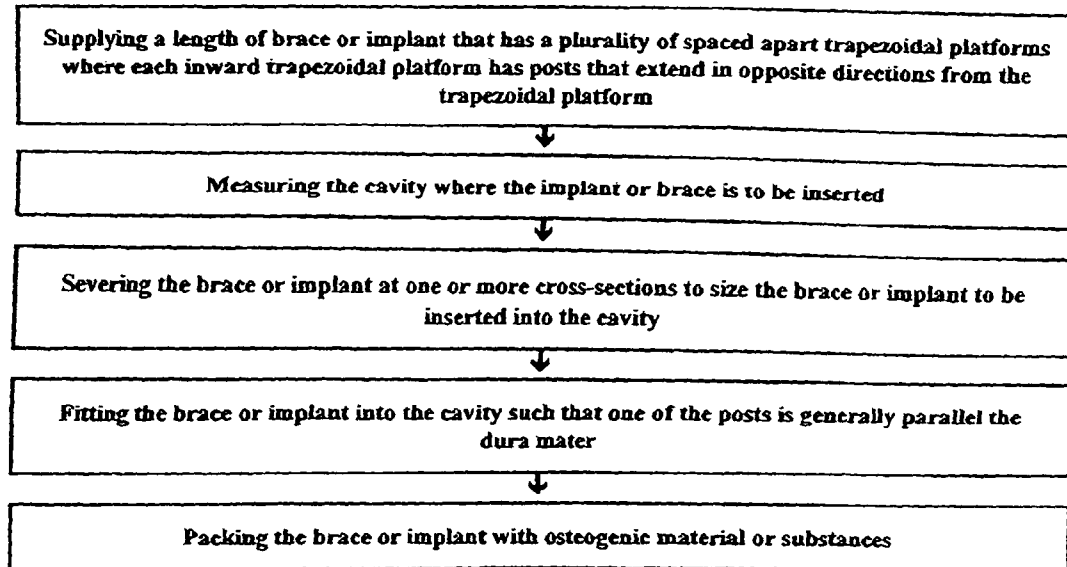 Supplying a length of brace or implant that has a plurality of spaced apart trapezoidal platforms
where each inward trapezoidal platform has posts that extend in opposite directions from the
trapezoidal platform
Measuring the cavity where the implant or brace is to be inserted
Severing the brace or implant at one or more cross-sections to size the brace or implant to be
inserted into the cavity
Fitting the brace or implant into the cavity such that one of the posts is generally parallel the
dura mater
Packing the brace or implant with osteogenic material or substances